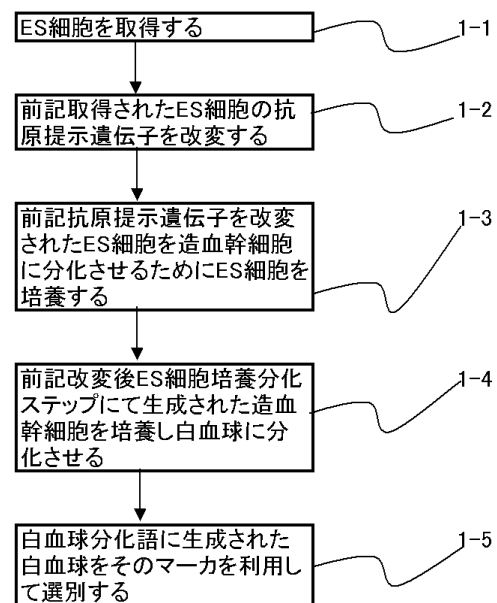 ES細胞を取得する
1-1
前記取得されたES細胞の抗
原提示遺伝子を改変する
1-2
前記抗原提示遺伝子を改変
されたES細胞を造血幹細胞
に分化させるためにES細胞を
培養する
1-3
前記改変後ES細胞培養分化
ステップにて生成された造血
幹細胞を培養し白血球に分
化させる
1-4
白血球分化語に生成された
白血球をそのマーカを利用し
て選別する
1-5